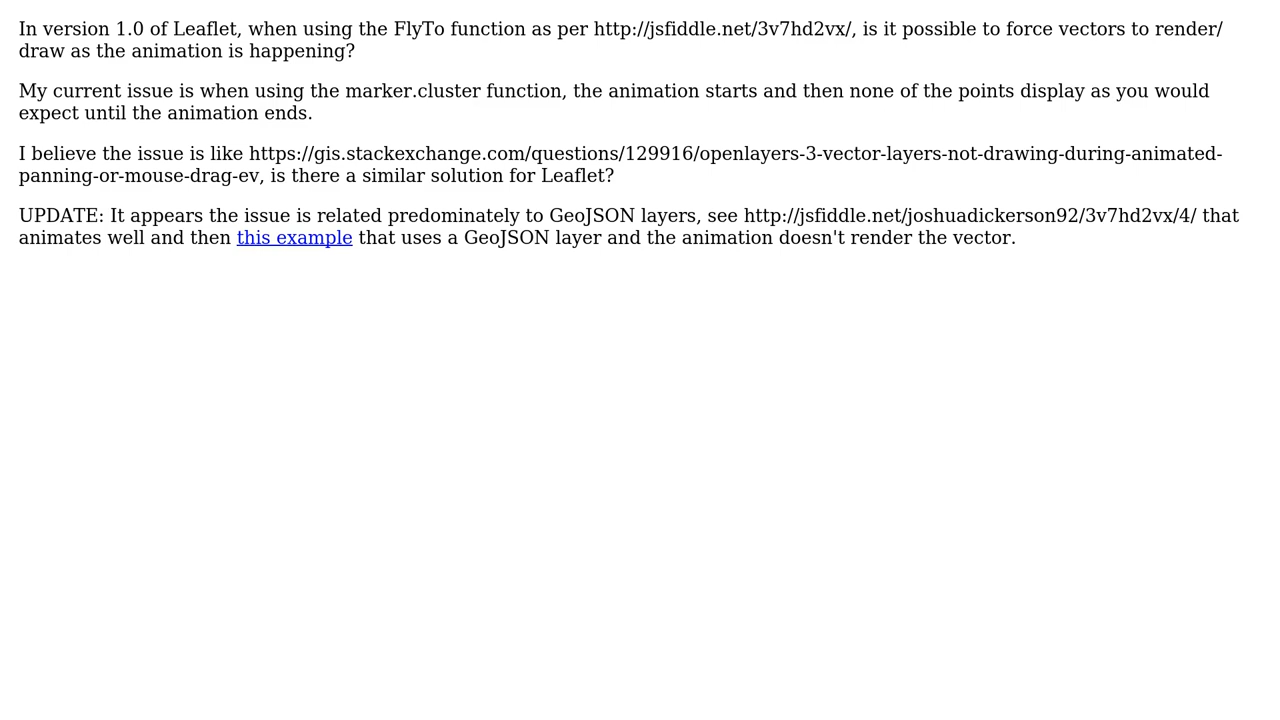 In version 1.0 of Leaflet, when using the FlyTo function as per http://jsfiddle.net/3v7hd2vx/, is it possible to force vectors to render/
draw as the animation is happening?
My current issue is when using the marker.cluster function, the animation starts and then none of the points display as you would
expect until the animation ends.
I believe the issue is like https://gis.stackexchange.com/questions/129916/openlayers-3-vector-layers-not-drawing-during-animated-
panning-or-mouse-drag-ev, is there a similar solution for Leaflet?
UPDATE: It appears the issue is related predominately to GeoJSON layers, see http://jsfiddle.net/joshuadickerson92/3v7hd2vx/4/ that
animates well and then this example that uses a GeoJSON layer and the animation doesn't render the vector.